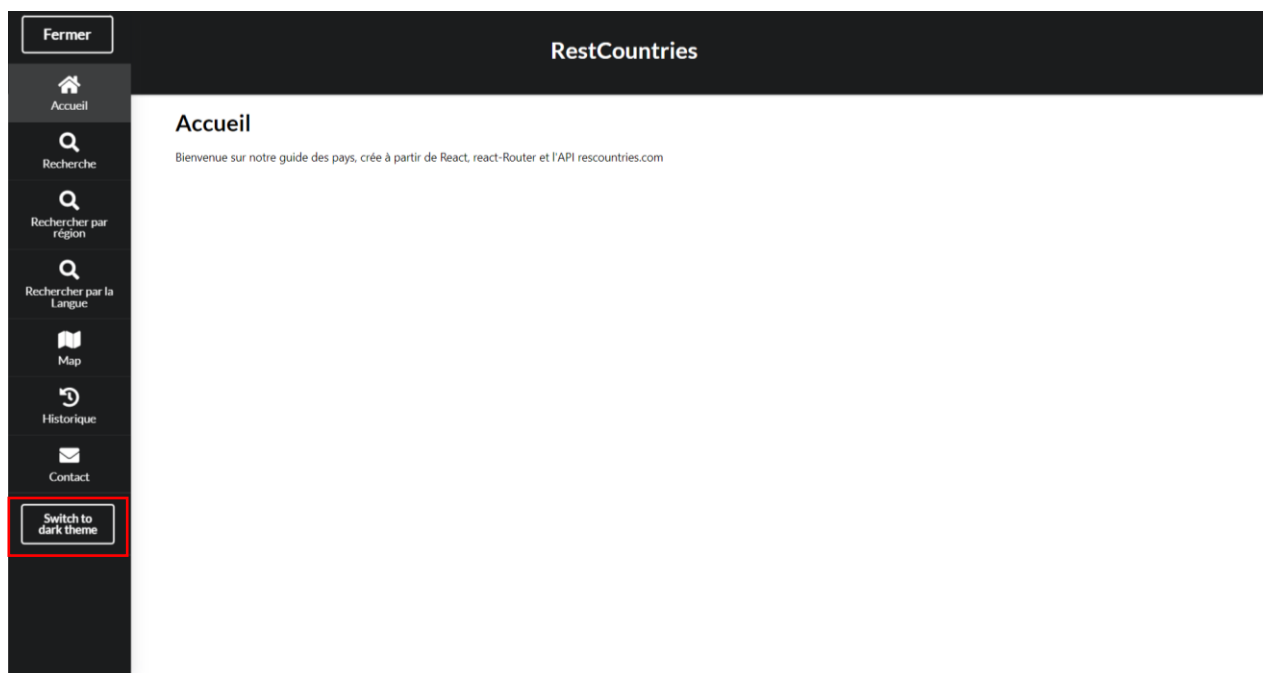 Fermer
RestCountries
Accueil
Recherche
Rechercher par
région
Rechercher par la
Langue
Map
Historique
Contact
Switch to
dark theme
Accueil
Bienvenue sur notre guide des pays, crée à partir de React, react-Router et l'API rescountries.com